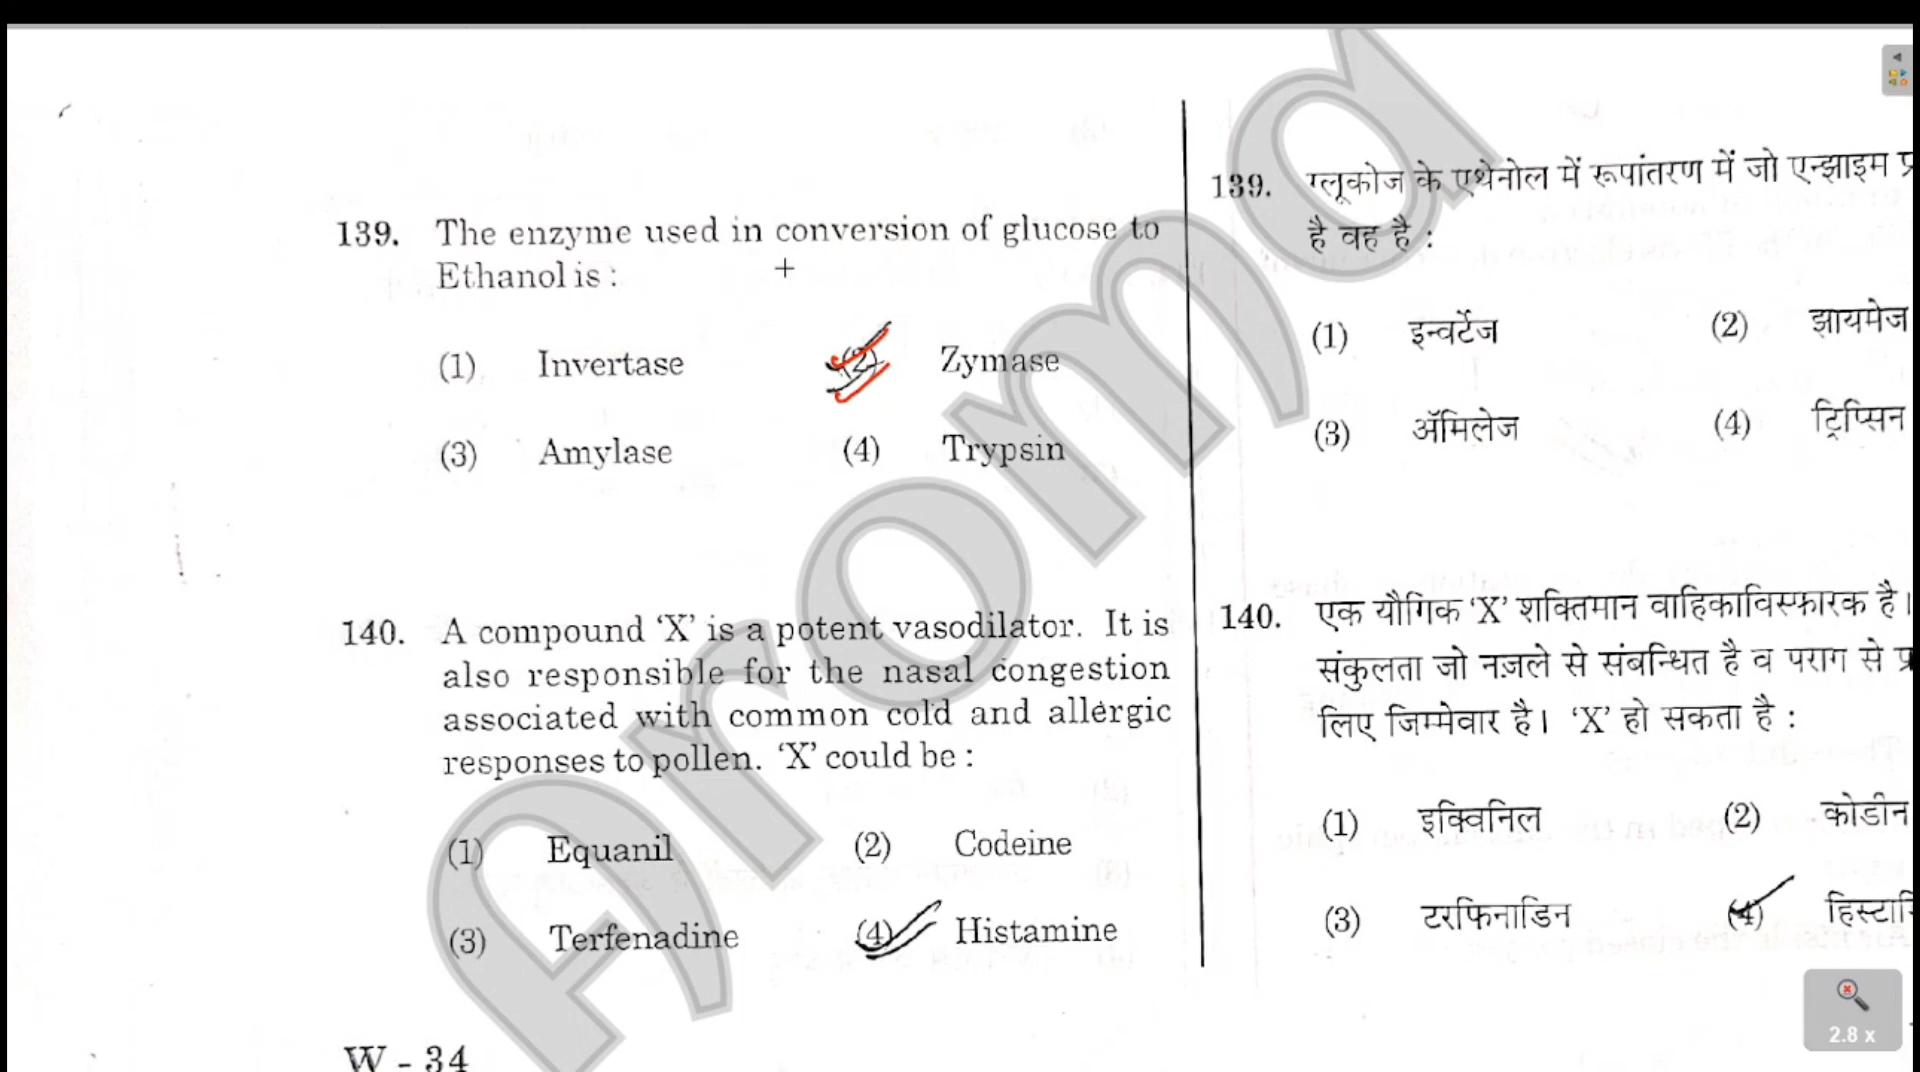 139. The enzyme used in conversion of glucose to
Ethanol is :
(1) Invertase (2) Zymase
(3) Amylase (4) Trypsin
140. A compound ‘X’ is a potent vasodilator. It is
also responsible for the nasal congestion
associated with common cold and allergic
responses to pollen. ‘X’ could be :
(1) Equanil (2) Codeine
(3) Terfenadine (4) Histamine
W - 34
139. ग्लूकोज के एथेनोल में रूपांतरण में जो एन्झाइम
है वह है :
(1) इन्वर्टेज (2) झायमेज
(3) ॲमिलेज (4) ट्रिप्सिन
140. एक यौगिक ‘X’ शक्तिमान वाहिकाविस्फारक है।
संकुलता जो नज़ले से संबन्धित है व पराग से
लिए जिम्मेवार है। ‘X’ हो सकता है :
(1) इक्विनिल (2) कोडीन
(3) टरफिनाडिन (4)
Aroma
2.8 x